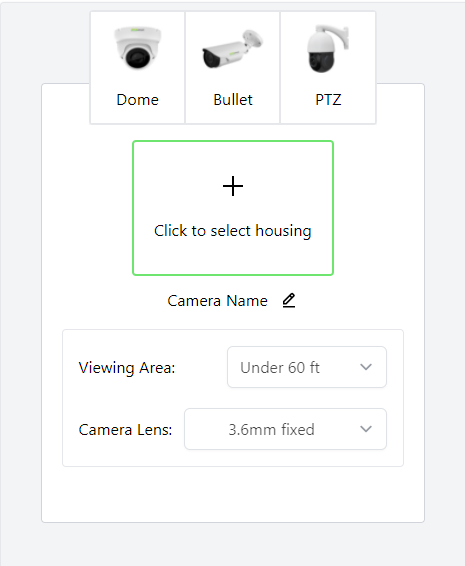 Dome Bullet PTZ
Click to select housing
Camera Name
Viewing Area: Under 60 ft
Camera Lens: 3.6mm fixed